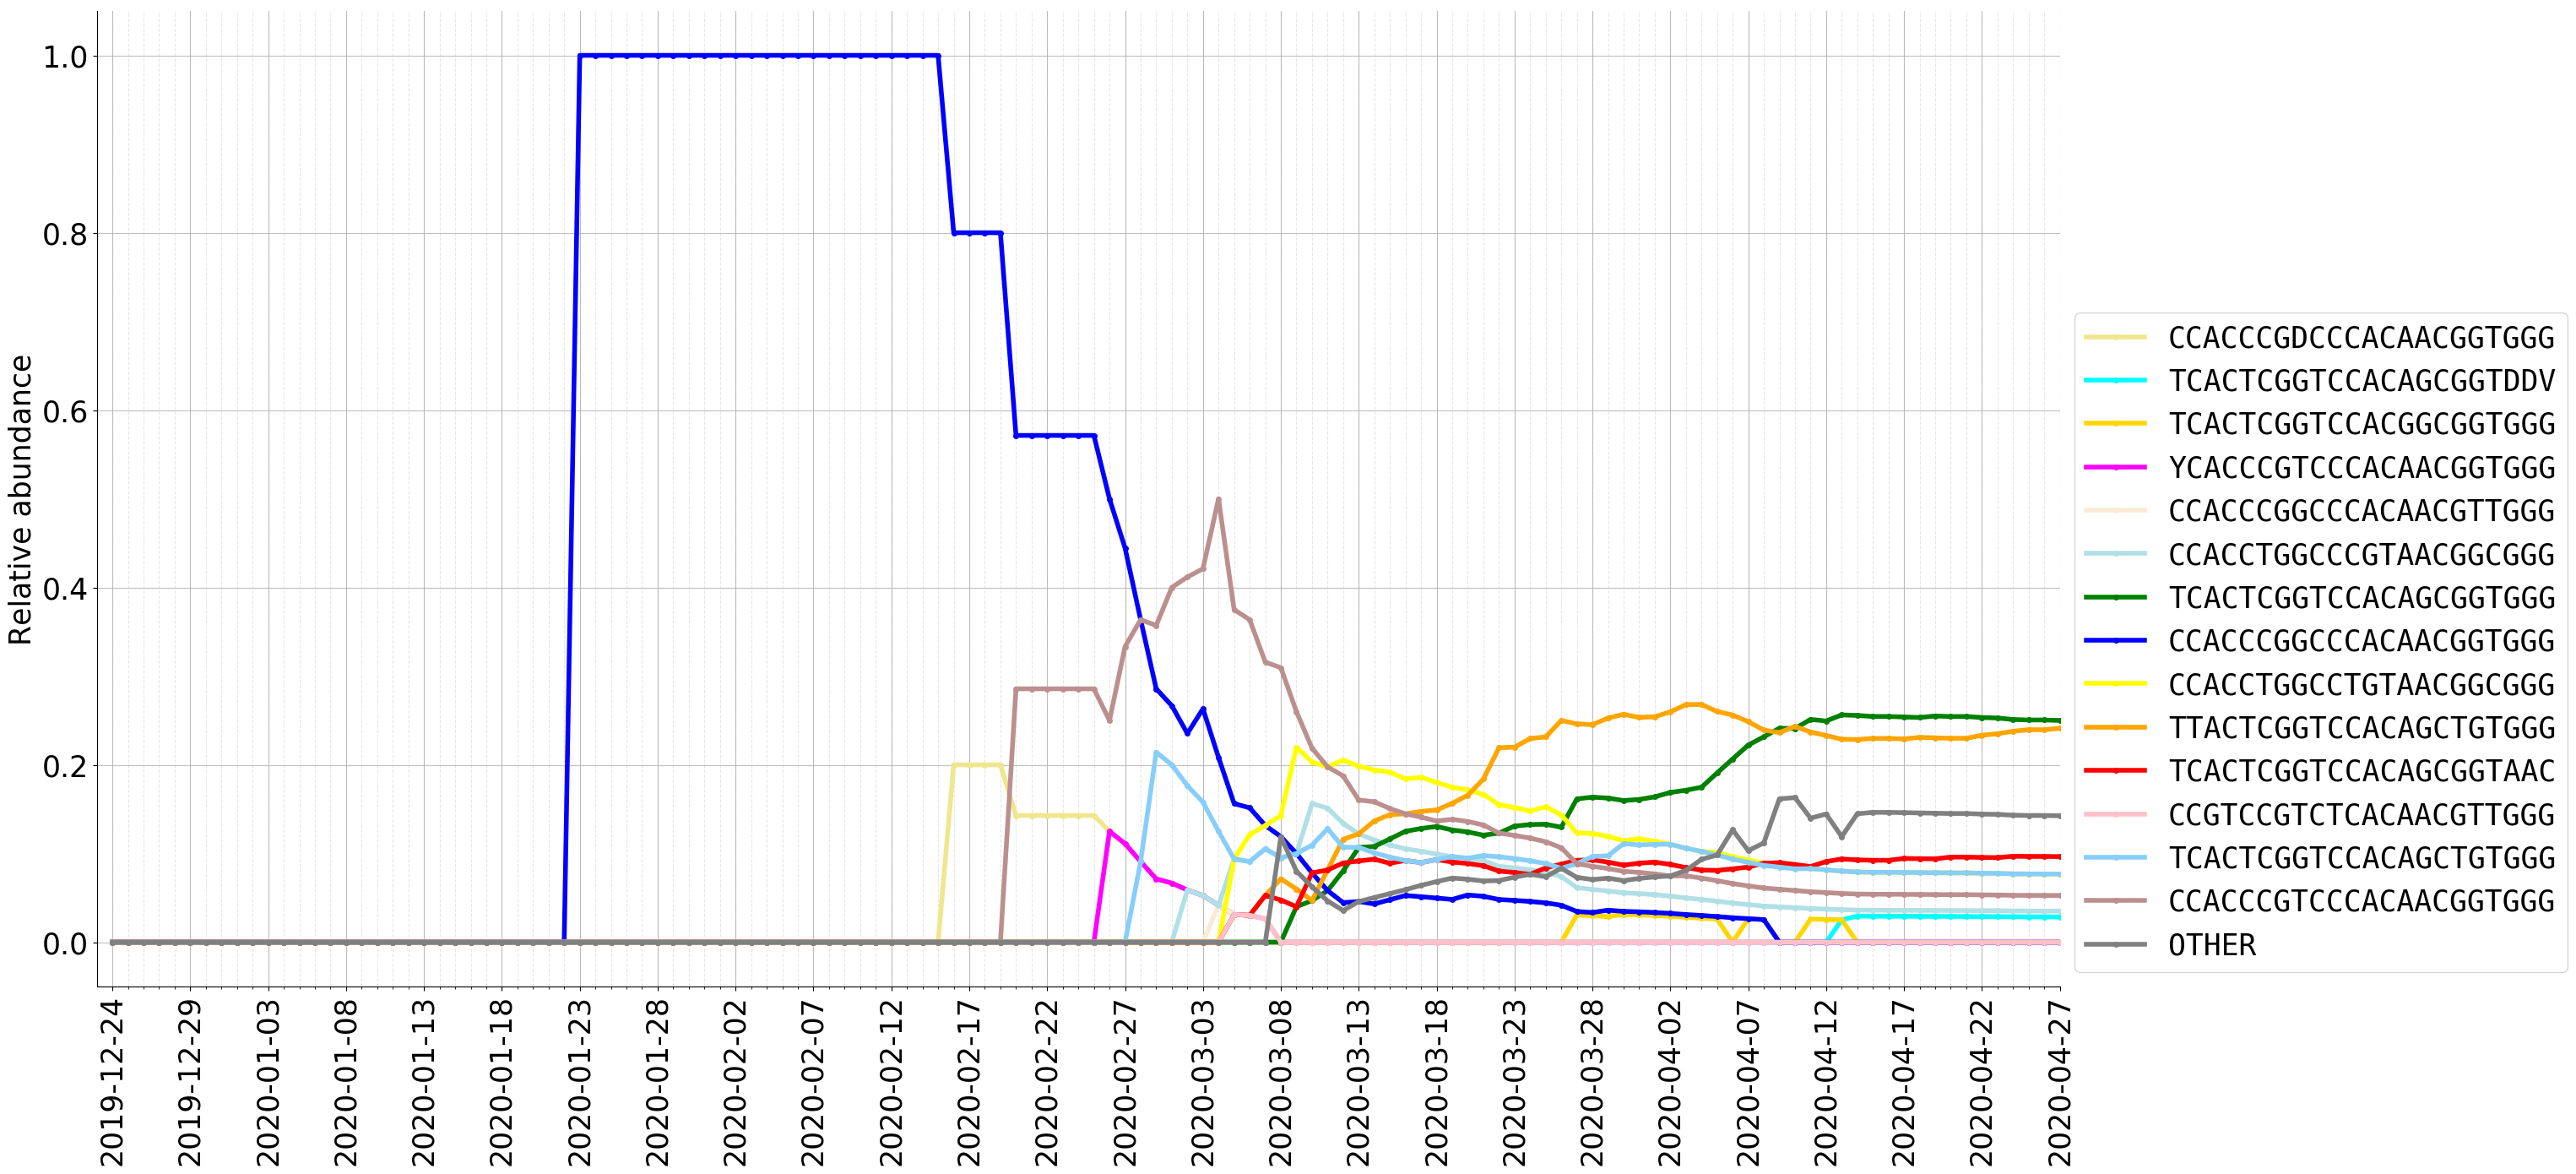 Relative abundance
1.0
0.8
0.6
0.4
0.2
0.0
2019-12-24
2019-12-29
2020-01-03
2020-01-08
2020-01-13
2020-01-18
2020-01-23
2020-01-28
2020-02-02
2020-02-07
2020-02-12
2020-02-17
2020-02-22
2020-02-27
2020-03-03
2020-03-08
2020-03-13
2020-03-18
2020-03-23
2020-03-28
2020-04-02
2020-04-07
2020-04-12
2020-04-17
2020-04-22
2020-04-27
CCACCCGDCCCACAACGGTGGG
TCACTCGGTCCACAGCGGTDDV
TCACTCGGTCCACGGCGGTGGG
YCACCCGTCCCACAACGGTGGG
CCACCCGGCCCACAACGTTGGG
CCACCTGGCCCGTAACGGCGGG
TCACTCGGTCCACAGCGGTGGG
CCACCCGGCCCACAACGGTGGG
CCACCTGGCCTGTAACGGCGGG
TTACTCGGTCCACAGCTGTGGG
TCACTCGGTCCACAGCGGTAAC
CCGTCCGTCTCACAACGTTGGG
TCACTCGGTCCACAGCTGTGGG
CCACCCGTCCCACAACGGTGGG
OTHER